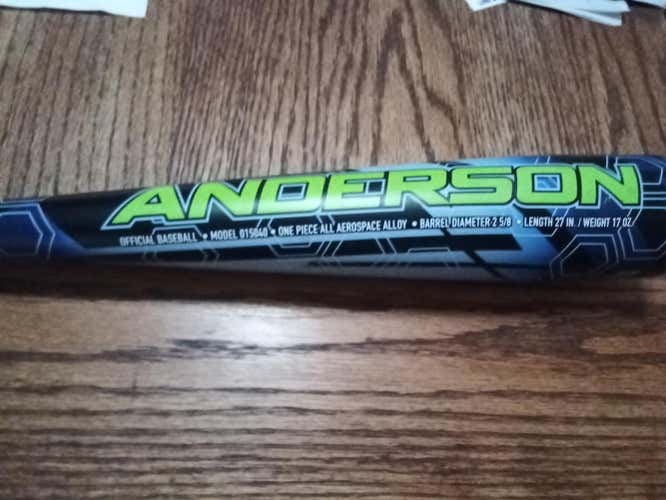 ANDERSON
OFFICIAL BASEBALL • MODEL 015040 • ONE PIECE ALL AEROSPACE ALLOY • BARREL DIAMETER 2 5/8 • LENGTH 27 IN. / WEIGHT 17 OZ.